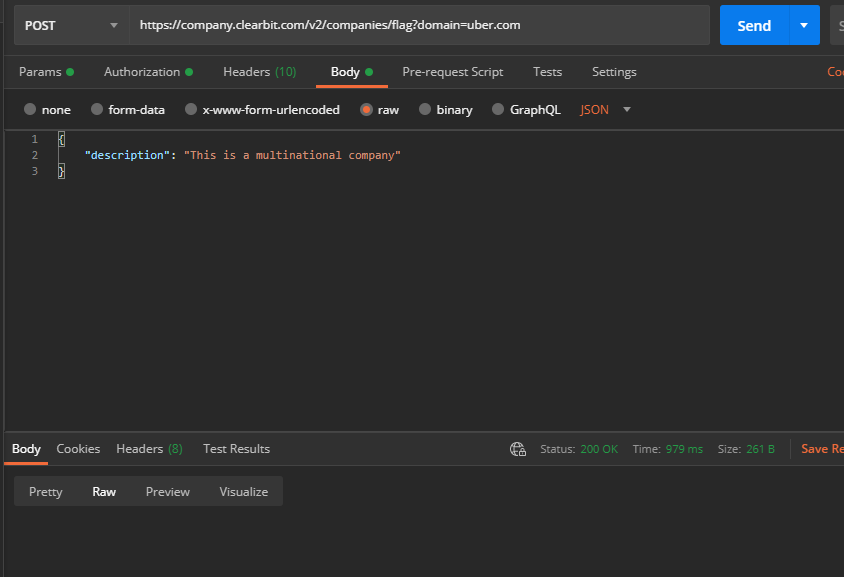 POST https://company.clearbit.com/v2/companies/flag?domain=uber.com Send S
Params Authorization Headers (10) Body Pre-request Script Tests Settings Coo
none form-data x-www-form-urlencoded raw binary GraphQL JSON
1 {
2 "description": "This is a multinational company"
3 }
Body Cookies Headers (8) Test Results Status: 200 OK Time: 979 ms Size: 261 B Save Re
Pretty Raw Preview Visualize